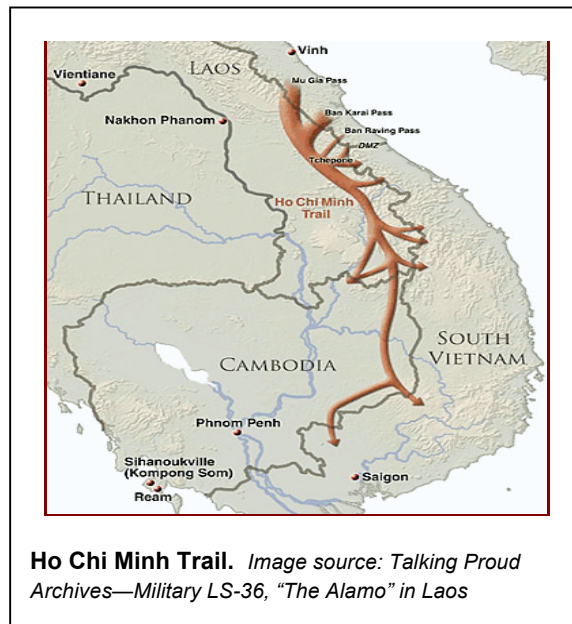 Vinh
LAOS
Vientiane
Mu Gia Pass
Ban Karai Pass
Nakhon Phanom
Ban Raving Pass
DMZ
Tchepone
THAILAND
Ho Chi Minh
Trail
SOUTH
VIETNAM
CAMBODIA
Phnom Penh
Sihanoukville
(Kompong Som)
Saigon
Ream
Ho Chi Minh Trail. Image source: Talking Proud
Archives—Military LS-36, “The Alamo” in Laos